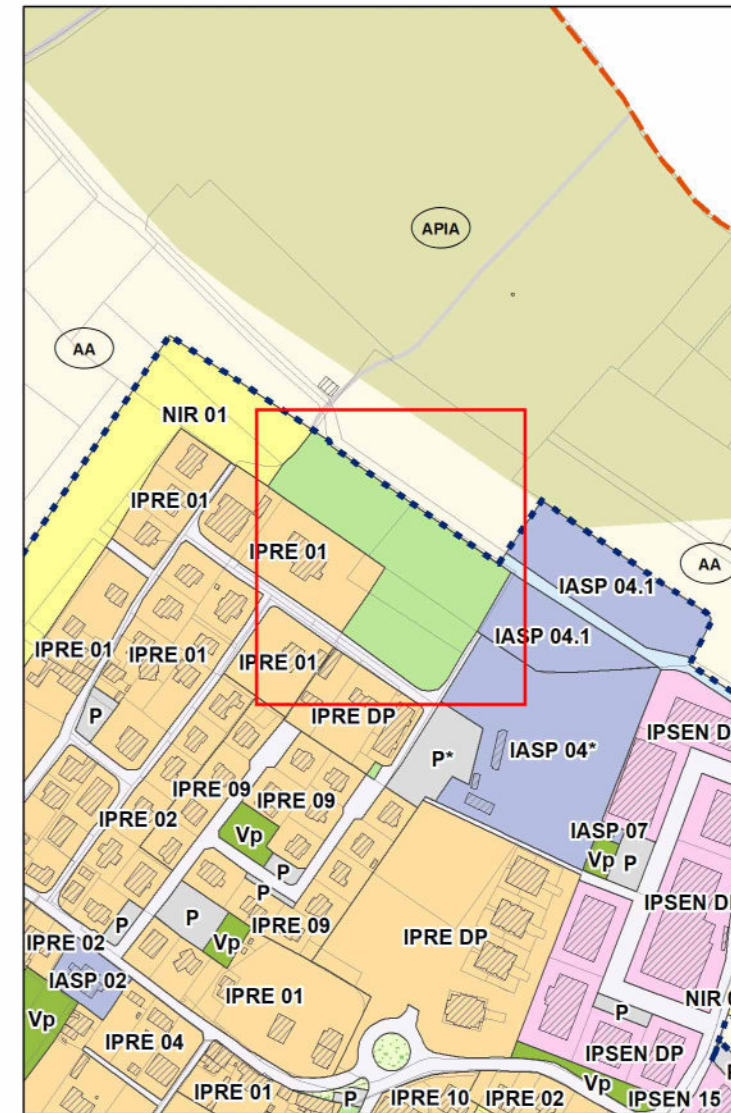 APIA
AA
NIR 01
IPRE 01
IPRE 01
AA
IASP 04.1
IASP 04.1
IPRE 01
IPRE 01
IPRE 01
P
IPRE DP
IPSEN D
P*
IASP 04*
IPRE 09
IPRE 09
IPRE 02
Vp
IASP 07
Vp
P
P
P
P
P
Vp
IPRE 09
IPRE DP
IPSEN D
IPRE 02
IASP 02
IPRE 01
NIR 0
Vp
P
IPRE 04
IPSEN DP
IPRE 01
P
IPRE 10
IPRE 02
Vp
IPSEN 15